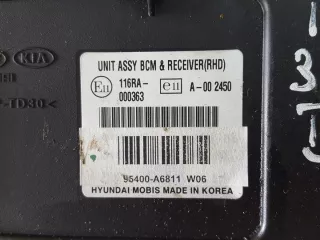 UNIT ASSY BCM & RECEIVER(RHD)
E11 116RA-
000363
e11 A-00 2450
95400-A6811 W06
HYUNDAI MOBIS MADE IN KOREA
KIA